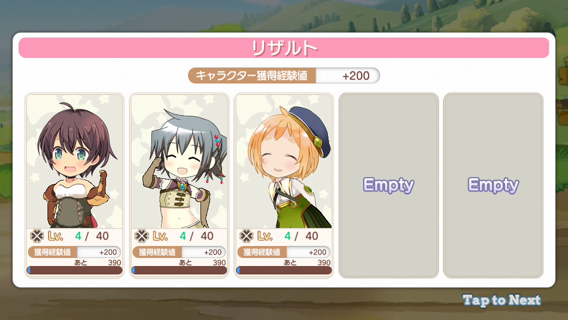 リザルト
キャラクター獲得経験値 +200
Lv. 4 / 40
獲得経験値 +200
あと 390
Lv. 4 / 40
獲得経験値 +200
あと 390
Lv. 4 / 40
獲得経験値 +200
あと 390
Empty
Empty
Tap to Next